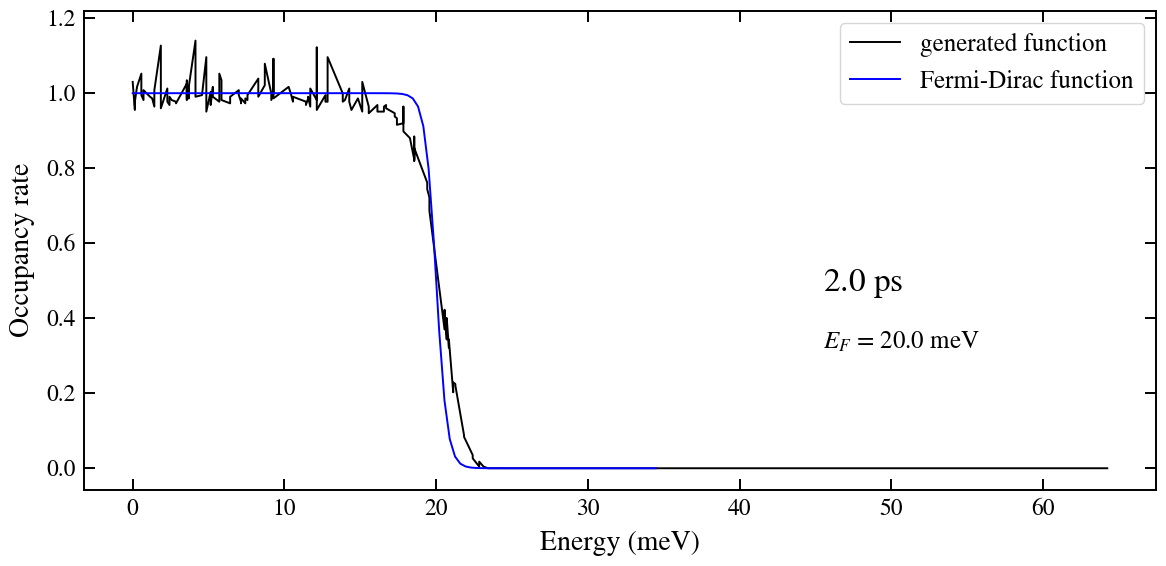 1.2
1.0
0.8
0.6
0.4
0.2
0.0
Occupancy rate
generated function
Fermi-Dirac function
2.0 ps
E_F = 20.0 meV
0 10 20 30 40 50 60
Energy (meV)